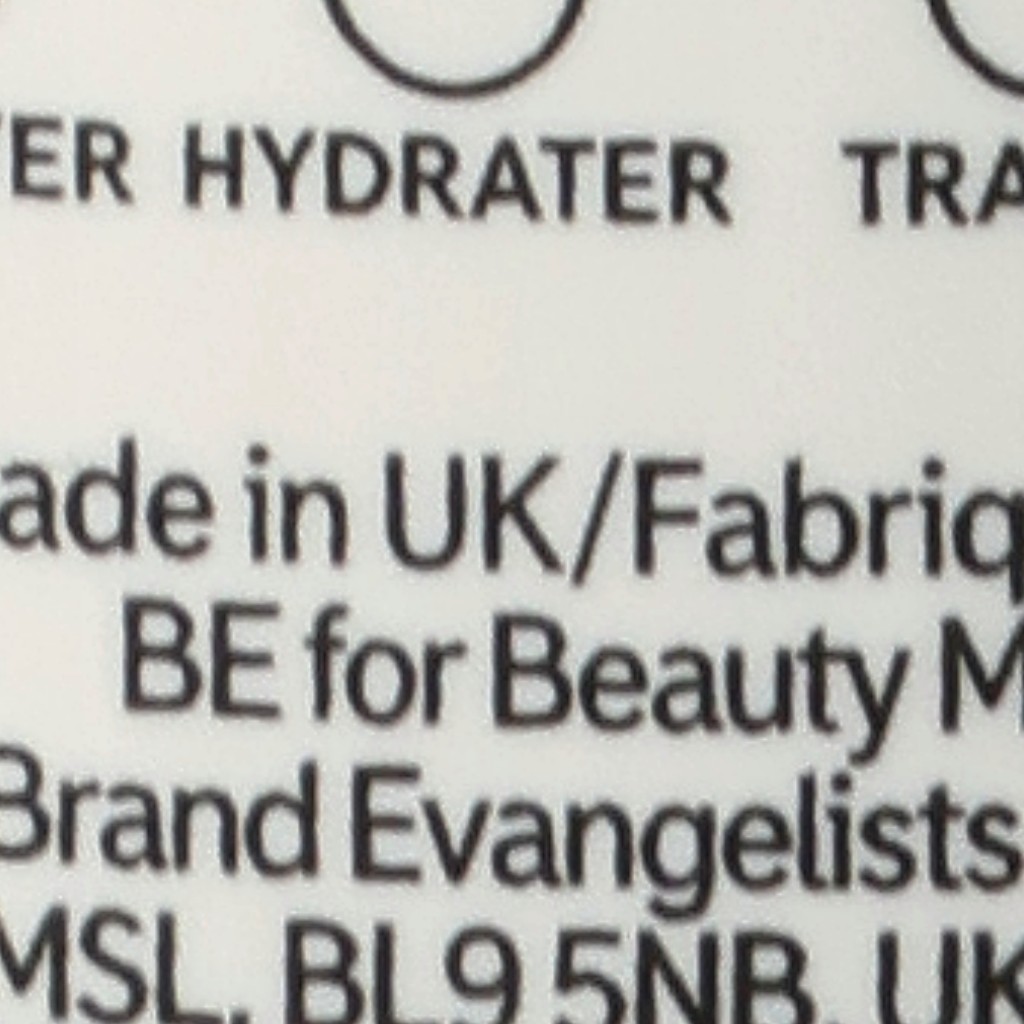 ER HYDRATER TRA
ade in UK/Fabriq
BE for Beauty M
Brand Evangelists
MSL, BL9 5NB, UK